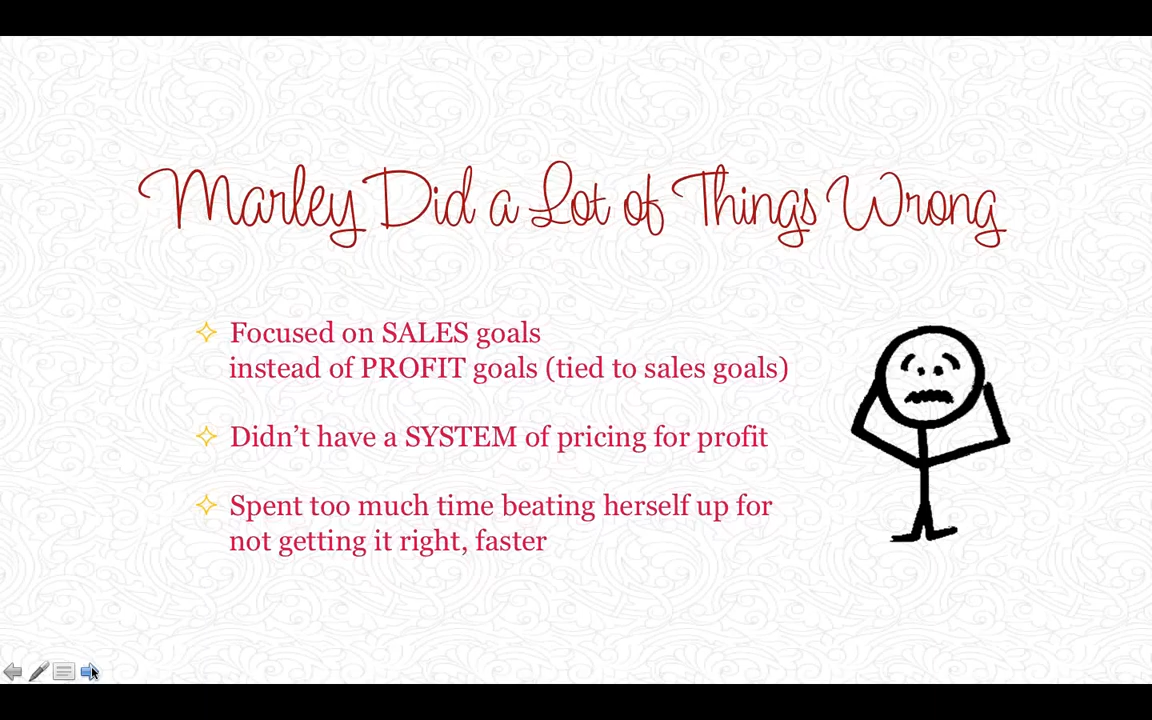 Marley Did a Lot of Things Wrong
Focused on SALES goals
instead of PROFIT goals (tied to sales goals)
Didn’t have a SYSTEM of pricing for profit
Spent too much time beating herself up for
not getting it right, faster